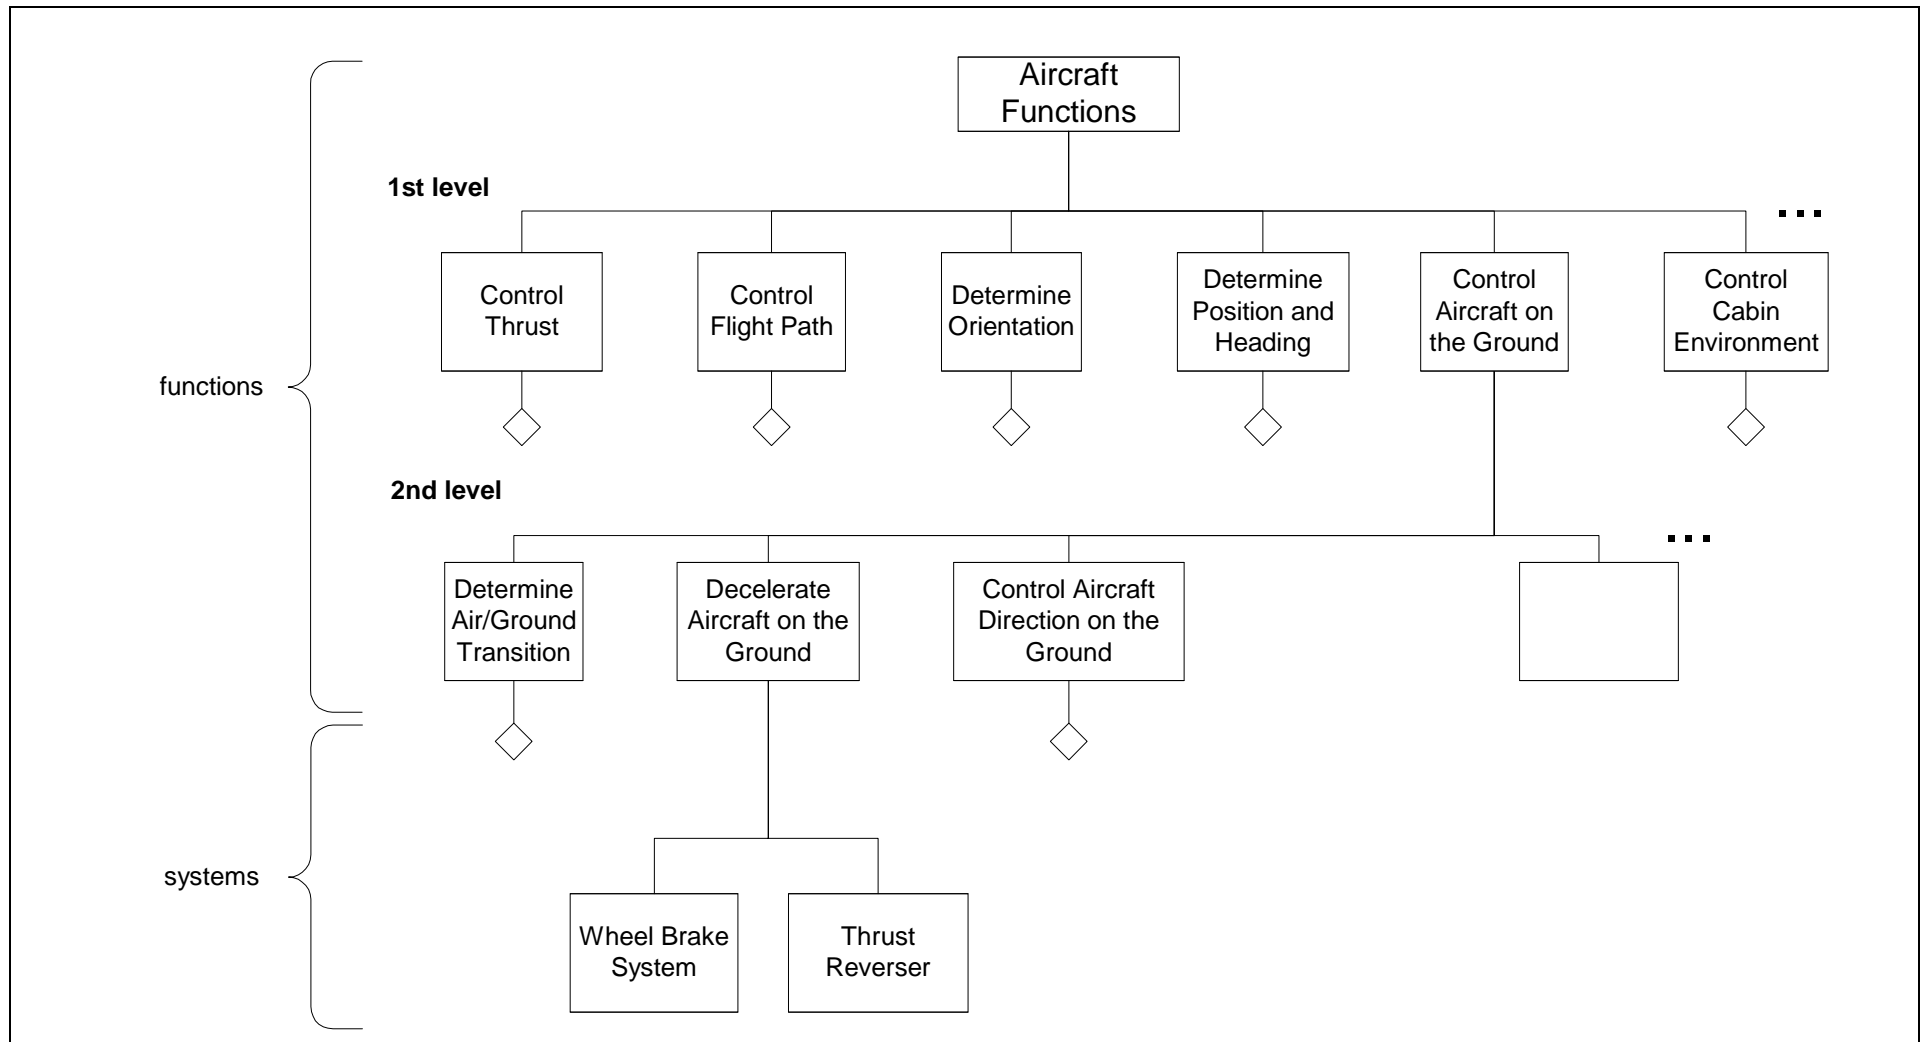 Aircraft
Functions
1st level
...
Control
Thrust
Control
Flight Path
Determine
Orientation
Determine
Position and
Heading
Control
Aircraft on
the Ground
Control
Cabin
Environment
functions
2nd level
...
Determine
Air/Ground
Transition
Decelerate
Aircraft on the
Ground
Control Aircraft
Direction on the
Ground
systems
Wheel Brake
System
Thrust
Reverser